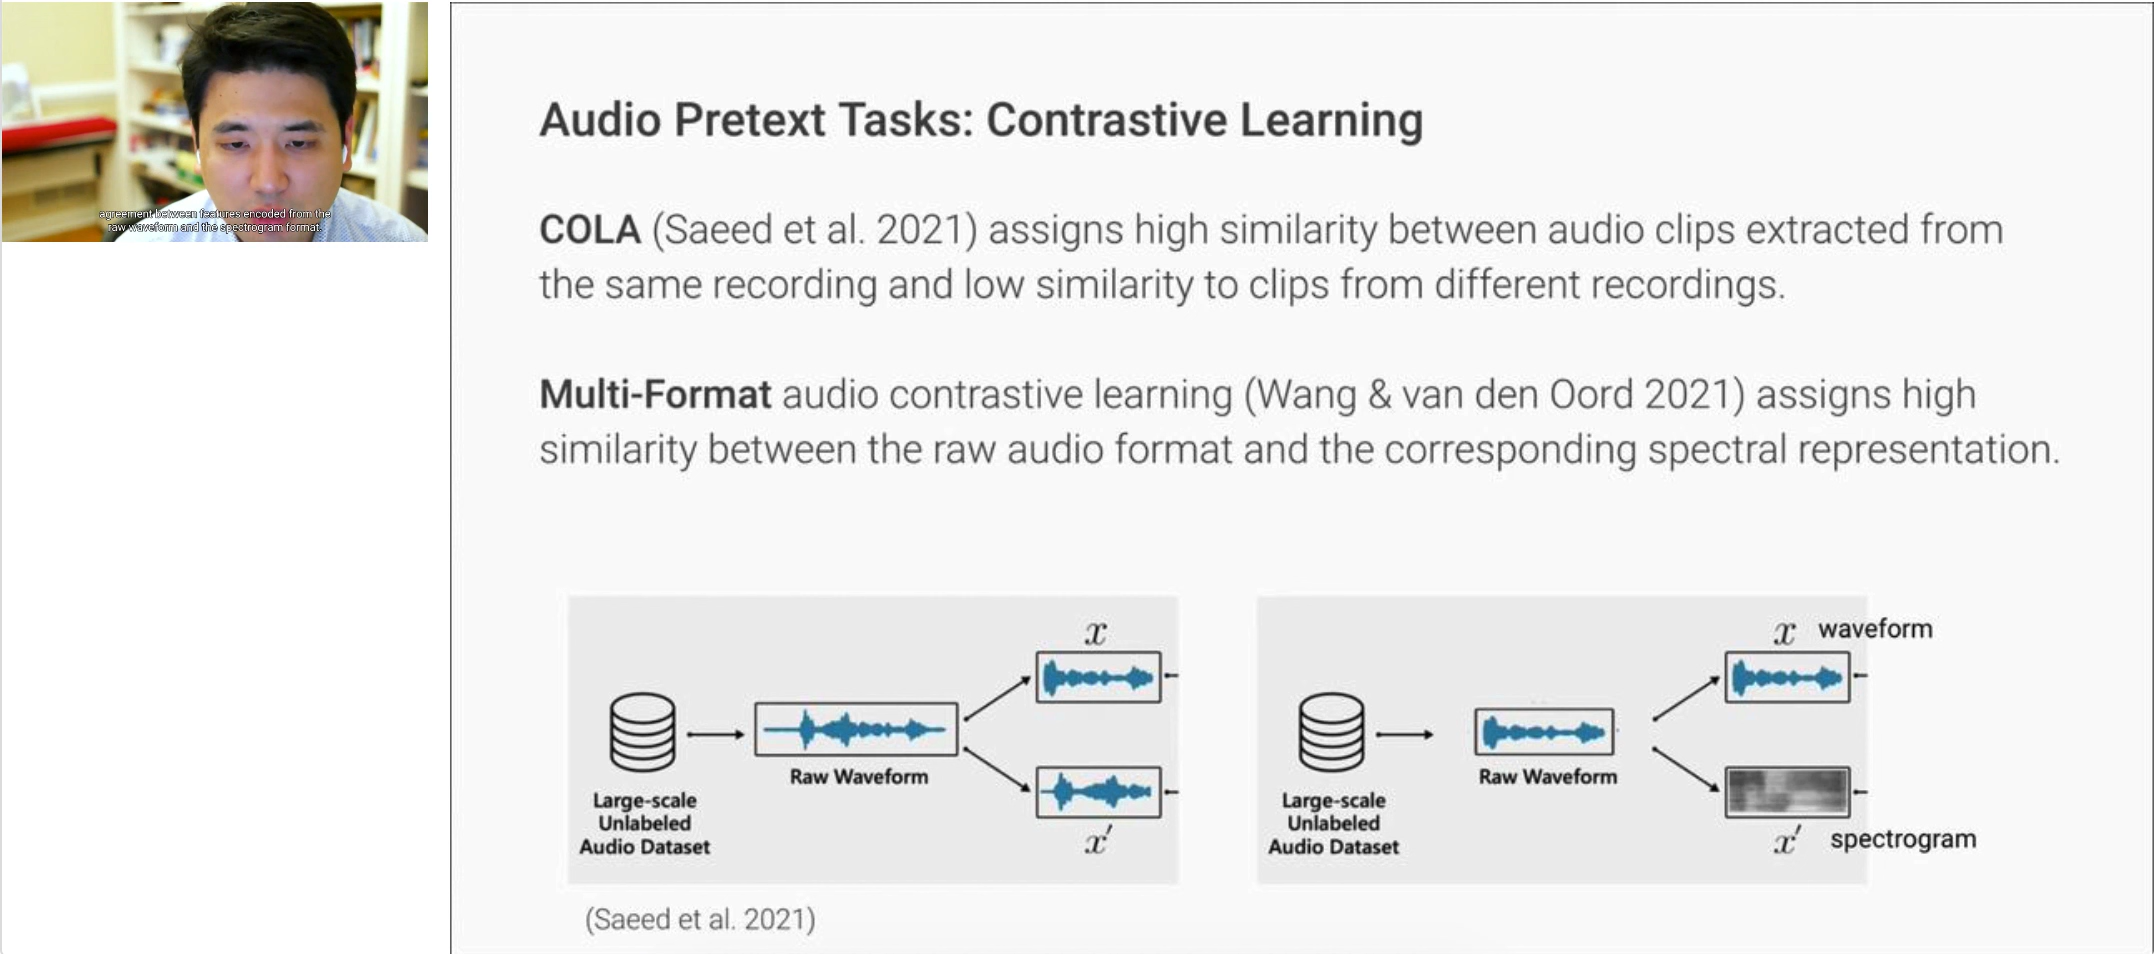 agreement between features encoded from the
raw waveform and the spectrogram format.
Audio Pretext Tasks: Contrastive Learning
COLA (Saeed et al. 2021) assigns high similarity between audio clips extracted from
the same recording and low similarity to clips from different recordings.
Multi-Format audio contrastive learning (Wang & van den Oord 2021) assigns high
similarity between the raw audio format and the corresponding spectral representation.
x
Raw Waveform
Large-scale
Unlabeled
Audio Dataset
x′
(Saeed et al. 2021)
x waveform
Raw Waveform
Large-scale
Unlabeled
Audio Dataset
x′ spectrogram